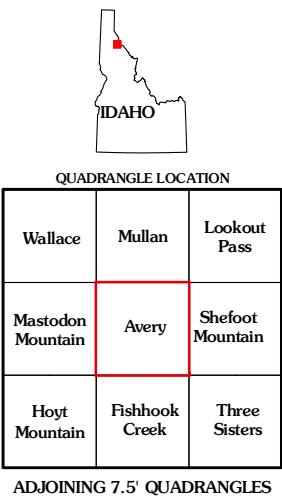 IDAHO
QUADRANGLE LOCATION
Wallace
Mullan
Lookout
Pass
Mastodon
Mountain
Avery
Shefoot
Mountain
Hoyt
Mountain
Fishhook
Creek
Three
Sisters
ADJOINING 7.5' QUADRANGLES